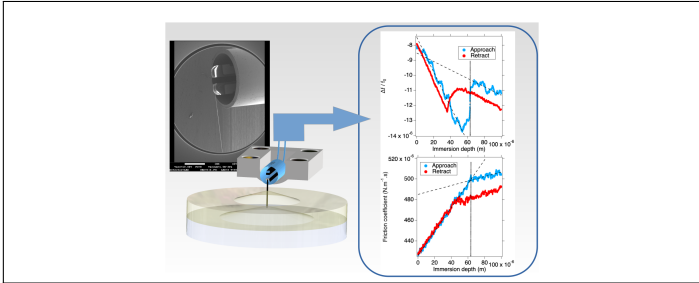 -8
-9
-10
-11
-12
-13
-14 x 10⁻⁶
Δf / f₀
Approach
Retract
0
20
40
60
80
100 x 10⁻⁶
Immersion depth (m)
520 x 10⁻⁶
500
480
460
440
Friction coefficient (N.m⁻¹.s)
Approach
Retract
0
20
40
60
80
100 x 10⁻⁶
Immersion depth (m)